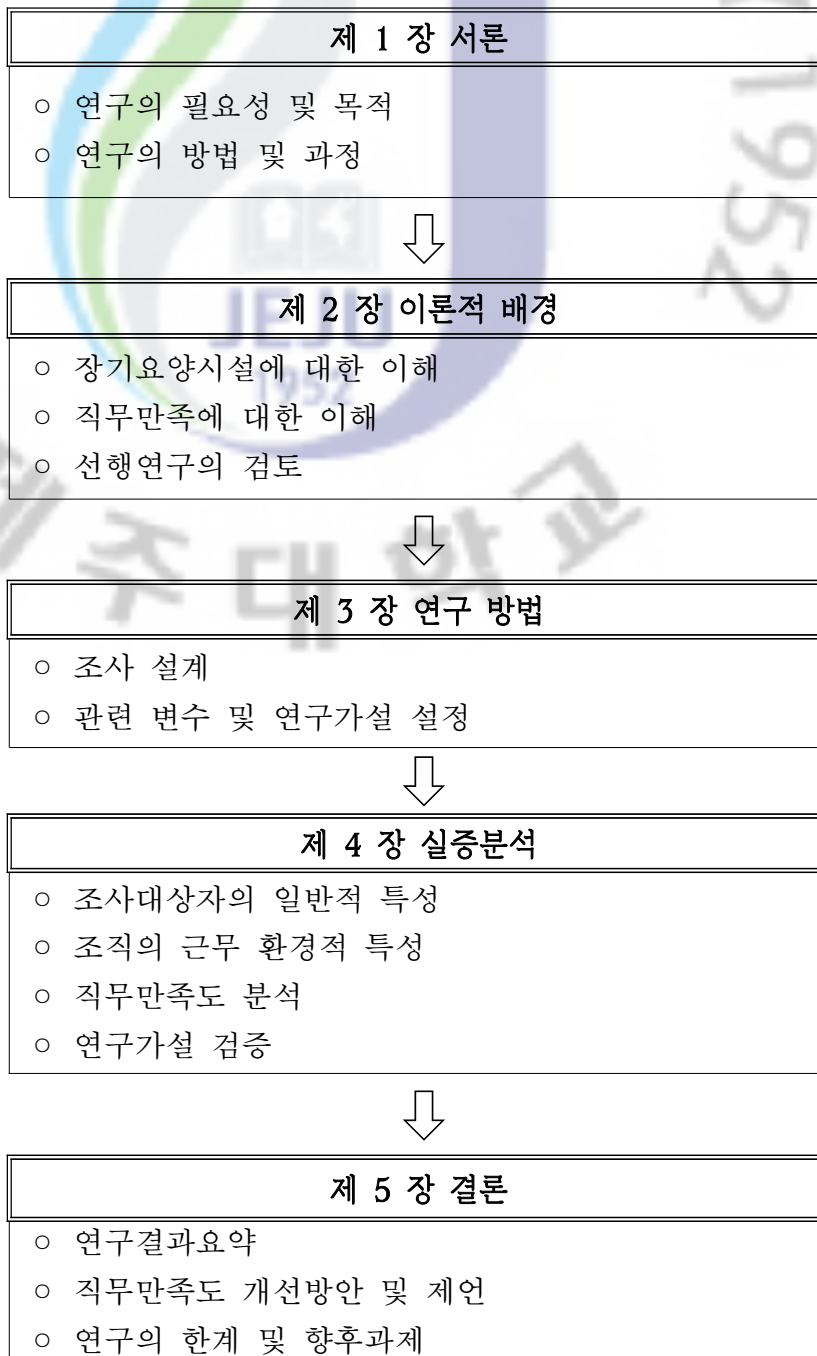 제 1 장 서론
○ 연구의 필요성 및 목적
○ 연구의 방법 및 과정
제 2 장 이론적 배경
○ 장기요양시설에 대한 이해
○ 직무만족에 대한 이해
○ 선행연구의 검토
제 3 장 연구 방법
○ 조사 설계
○ 관련 변수 및 연구가설 설정
제 4 장 실증분석
○ 조사대상자의 일반적 특성
○ 조직의 근무 환경적 특성
○ 직무만족도 분석
○ 연구가설 검증
제 5 장 결론
○ 연구결과요약
○ 직무만족도 개선방안 및 제언
○ 연구의 한계 및 향후과제
JEJU
1952
제주대학교
1952